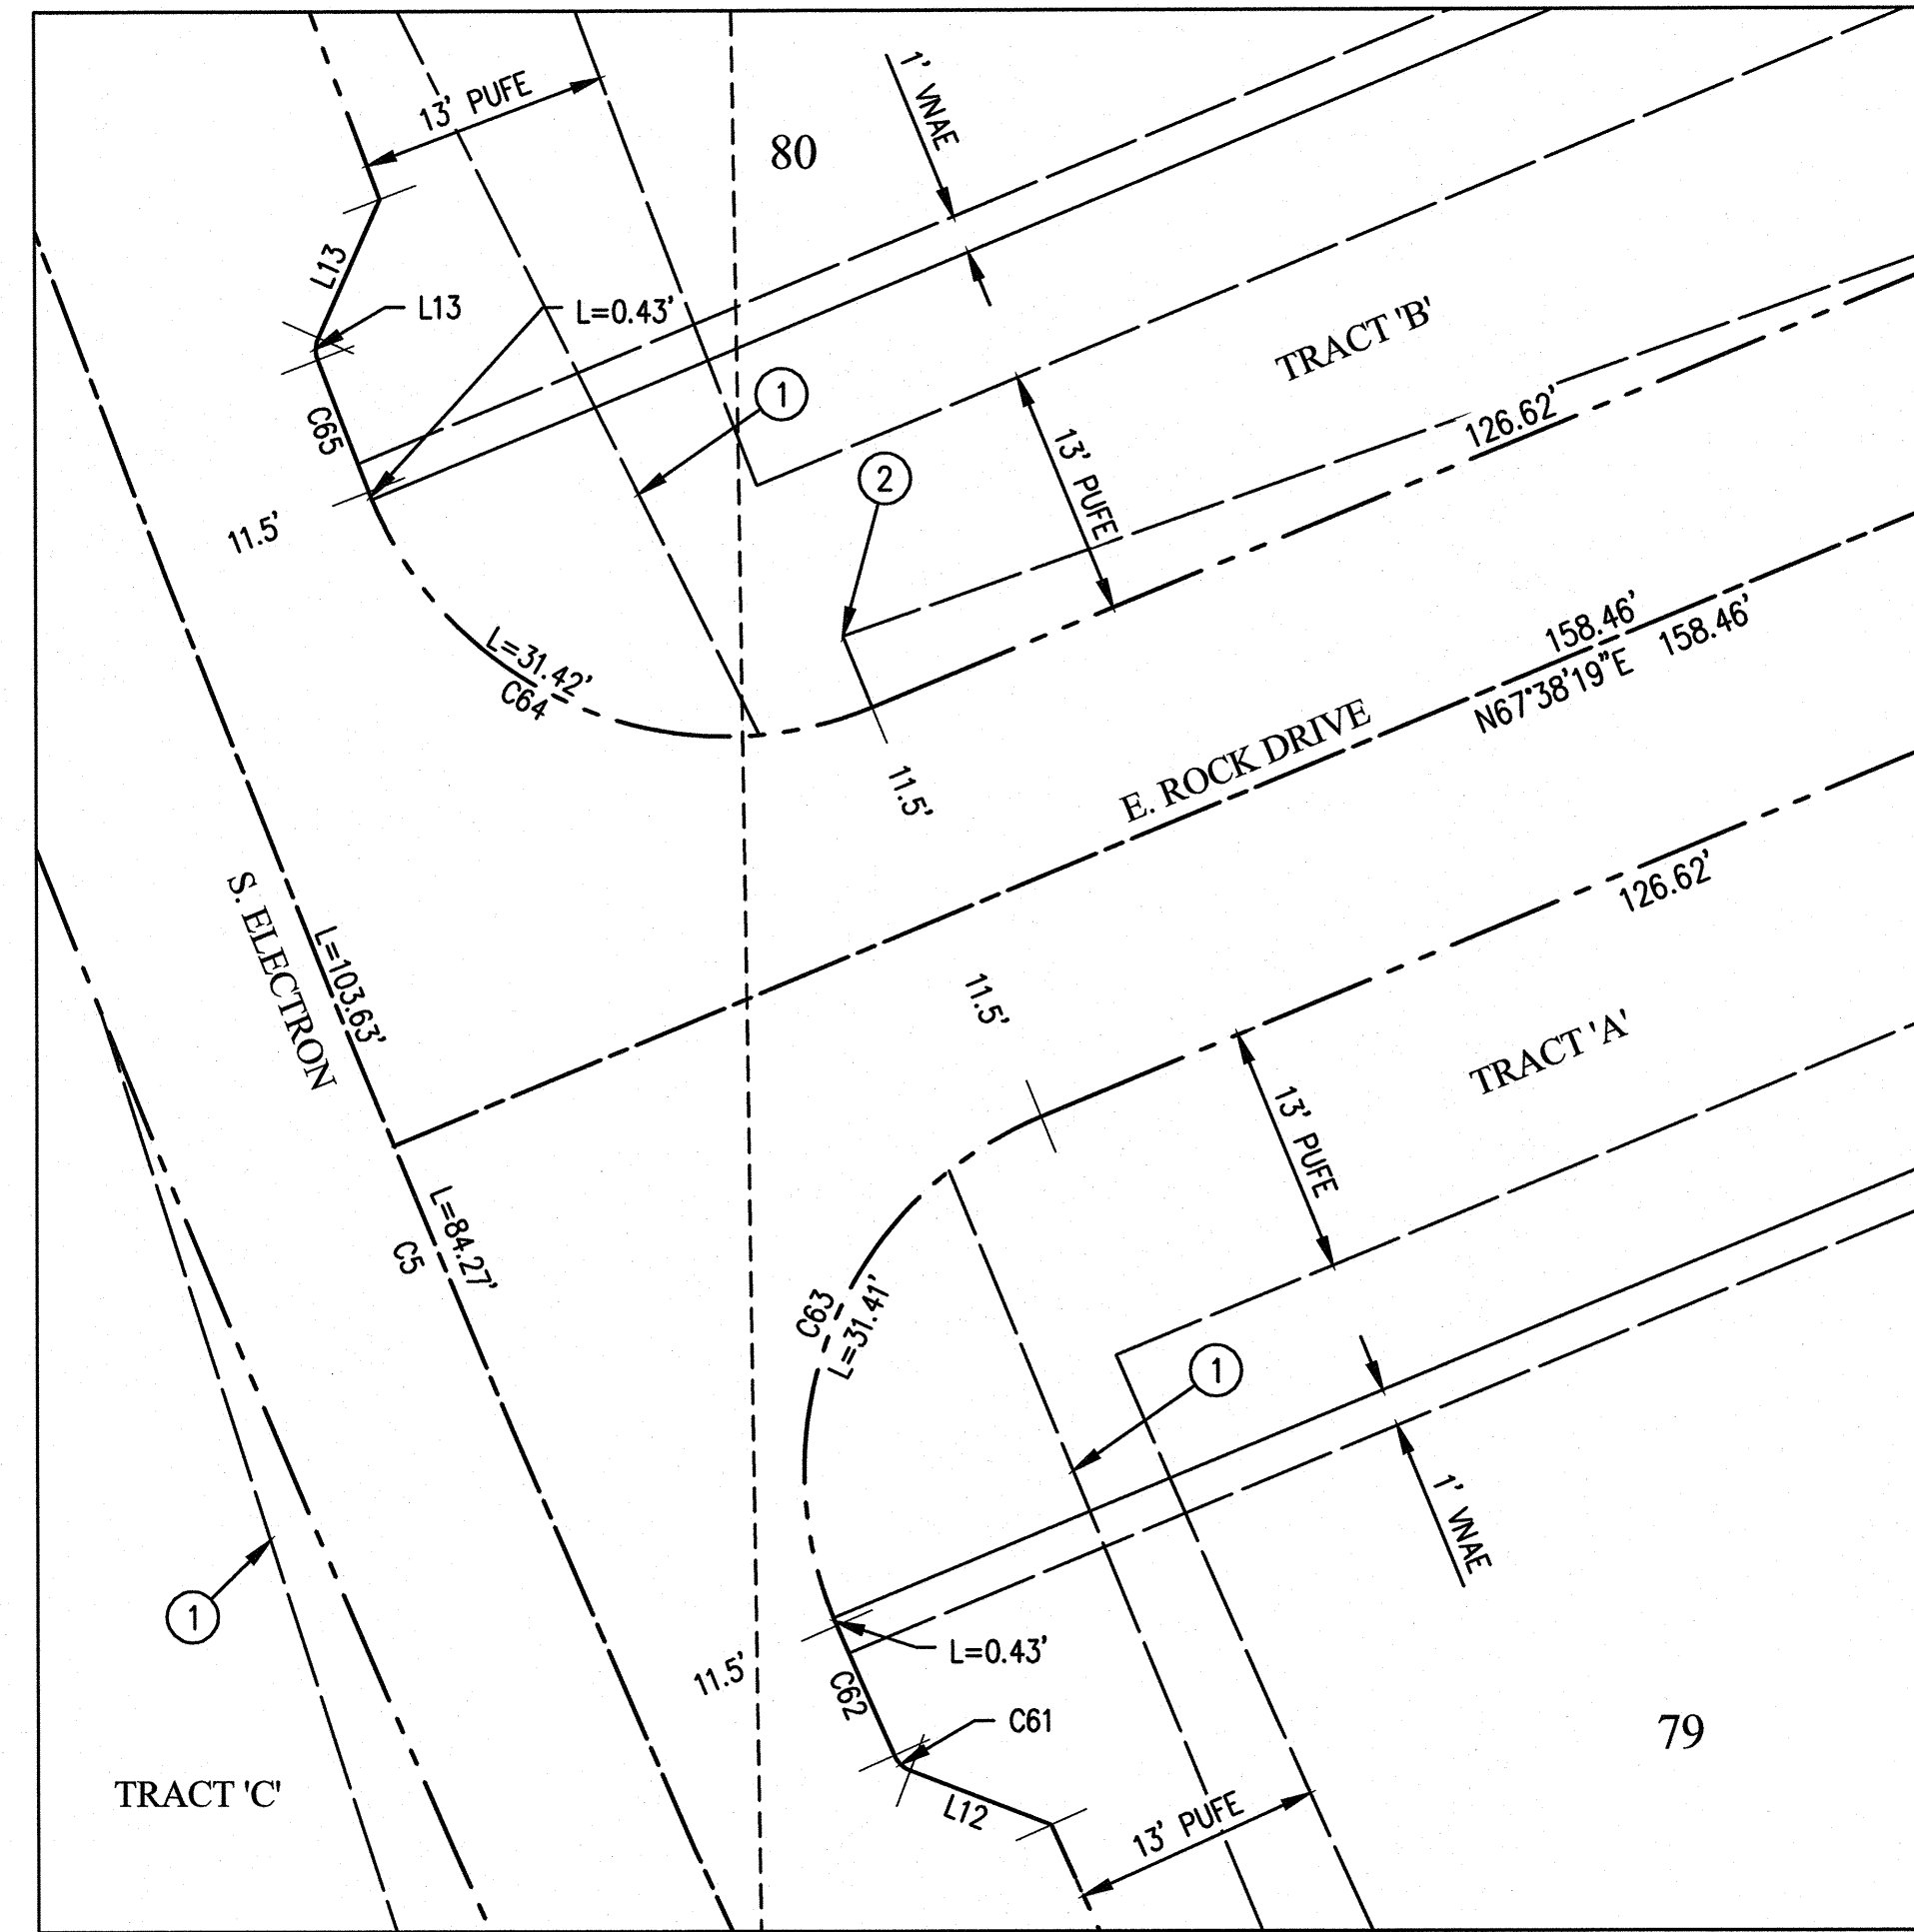 13' PUFE
80
1' VNAE
L13
L13
L=0.43'
TRACT 'B'
1
C65
126.62'
13' PUFE
2
11.5'
L=31.42'
C64
158.46'
158.46'
N67°38'19"E
E. ROCK DRIVE
11.5'
126.62'
S. ELECTRON
L=103.63'
11.5'
TRACT 'A'
13' PUFE
L=84.27'
C5
C63
L=31.41'
1
1' VNAE
1
L=0.43'
11.5'
C62
C61
79
TRACT 'C'
L12
13' PUFE